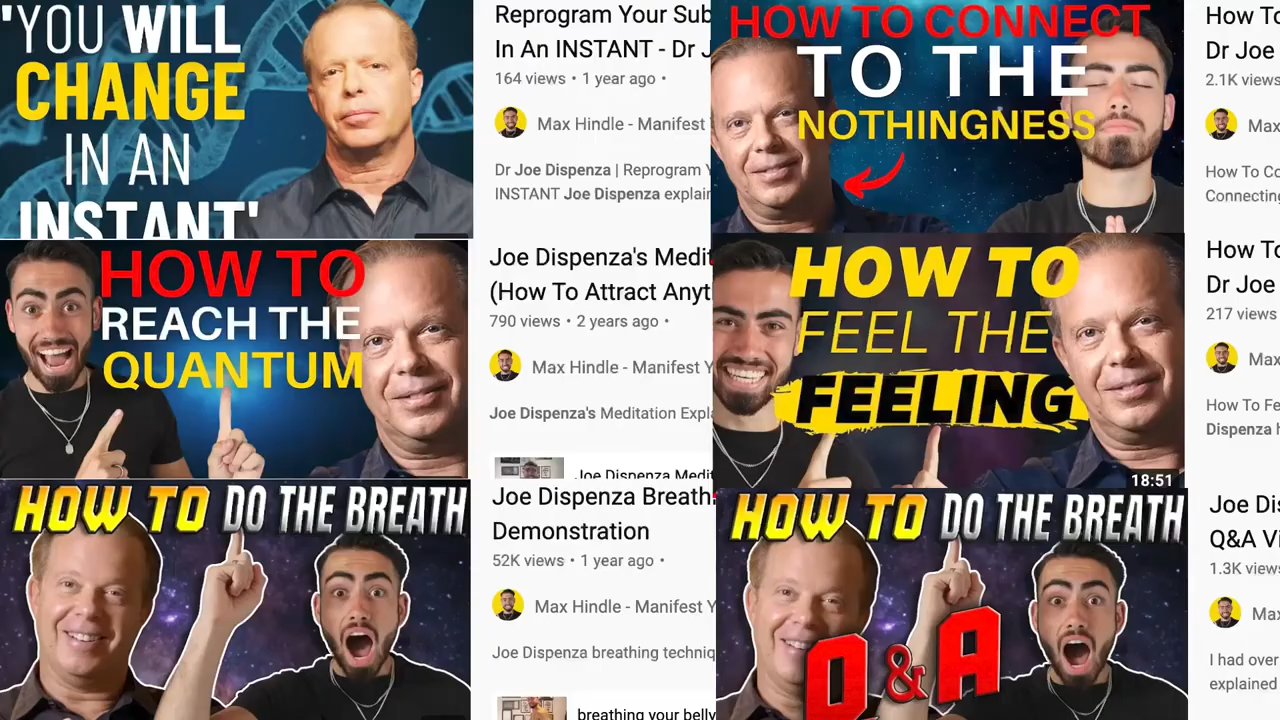 'YOU WILL
CHANGE
IN AN
INSTANT'
Reprogram Your Sub
In An INSTANT - Dr J
164 views • 1 year ago •
Max Hindle - Manifest
Dr Joe Dispenza | Reprogram Y
INSTANT Joe Dispenza explai
HOW TO CONNECT
TO THE
NOTHINGNESS
How To
Dr Joe
2.1K views
Max
How To Co
Connecting
HOW TO
REACH THE
QUANTUM
Joe Dispenza's Medit
(How To Attract Anyt
790 views • 2 years ago •
Max Hindle - Manifest Y
Joe Dispenza's Meditation Expla
Joe Dispenza Medit
HOW TO
FEEL THE
FEELING
18:51
How To
Dr Joe
217 views
Max
How To Fe
Dispenza h
HOW TO DO THE BREATH
Joe Dispenza Breath
Demonstration
52K views • 1 year ago •
Max Hindle - Manifest Y
Joe Dispenza breathing techniq
breathing your belly
HOW TO DO THE BREATH
Q & A
Joe Dis
Q&A Vi
1.3K views
Max
I had over
explained